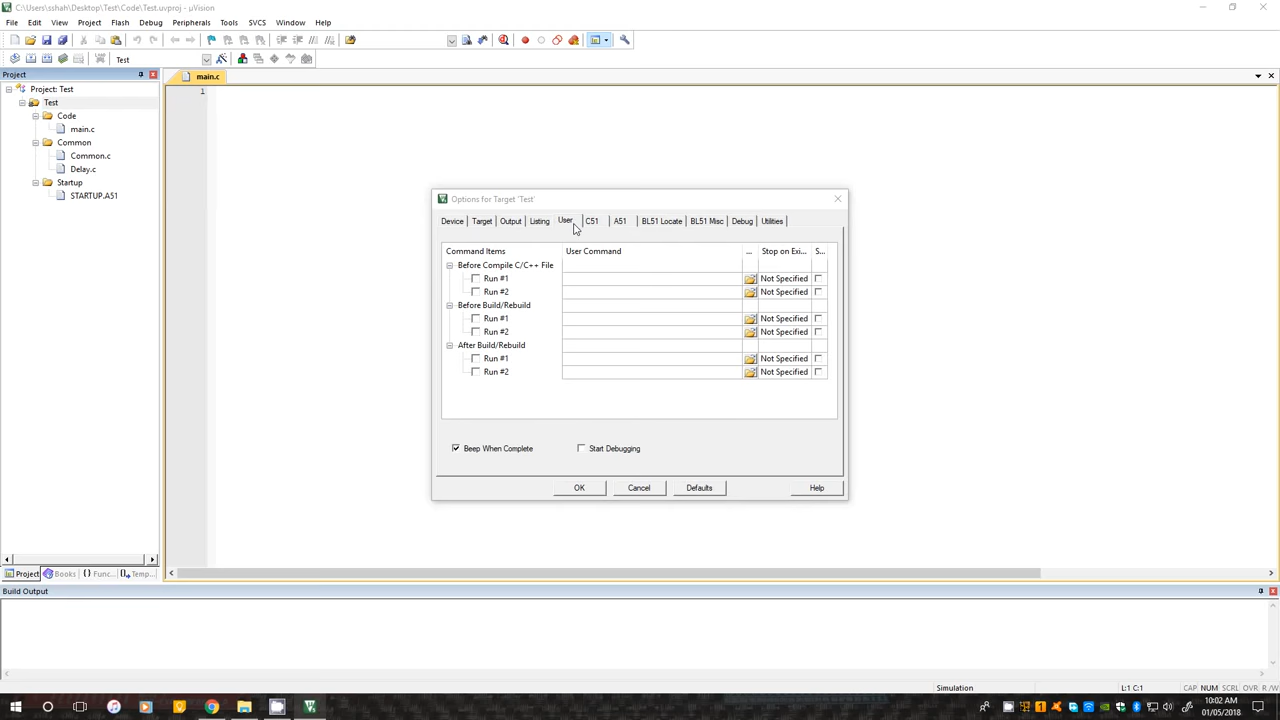 C:\Users\sshah\Desktop\Test\Code\Test.uvproj - µVision
File Edit View Project Flash Debug Peripherals Tools SVCS Window Help
Test
Project
main.c
Project: Test
1
Test
Code
main.c
Common
Common.c
Delay.c
Startup
STARTUP.A51
Options for Target 'Test'
Device Target Output Listing User C51 A51 BL51 Locate BL51 Misc Debug Utilities
Command Items User Command ... Stop on Exi... S...
Before Compile C/C++ File
Run #1 Not Specified
Run #2 Not Specified
Before Build/Rebuild
Run #1 Not Specified
Run #2 Not Specified
After Build/Rebuild
Run #1 Not Specified
Run #2 Not Specified
Beep When Complete Start Debugging
OK Cancel Defaults Help
Project Books {} Func... Temp...
Build Output
Simulation L:1 C:1 CAP NUM SCRL OVR R/W
10:02 AM
01/05/2018